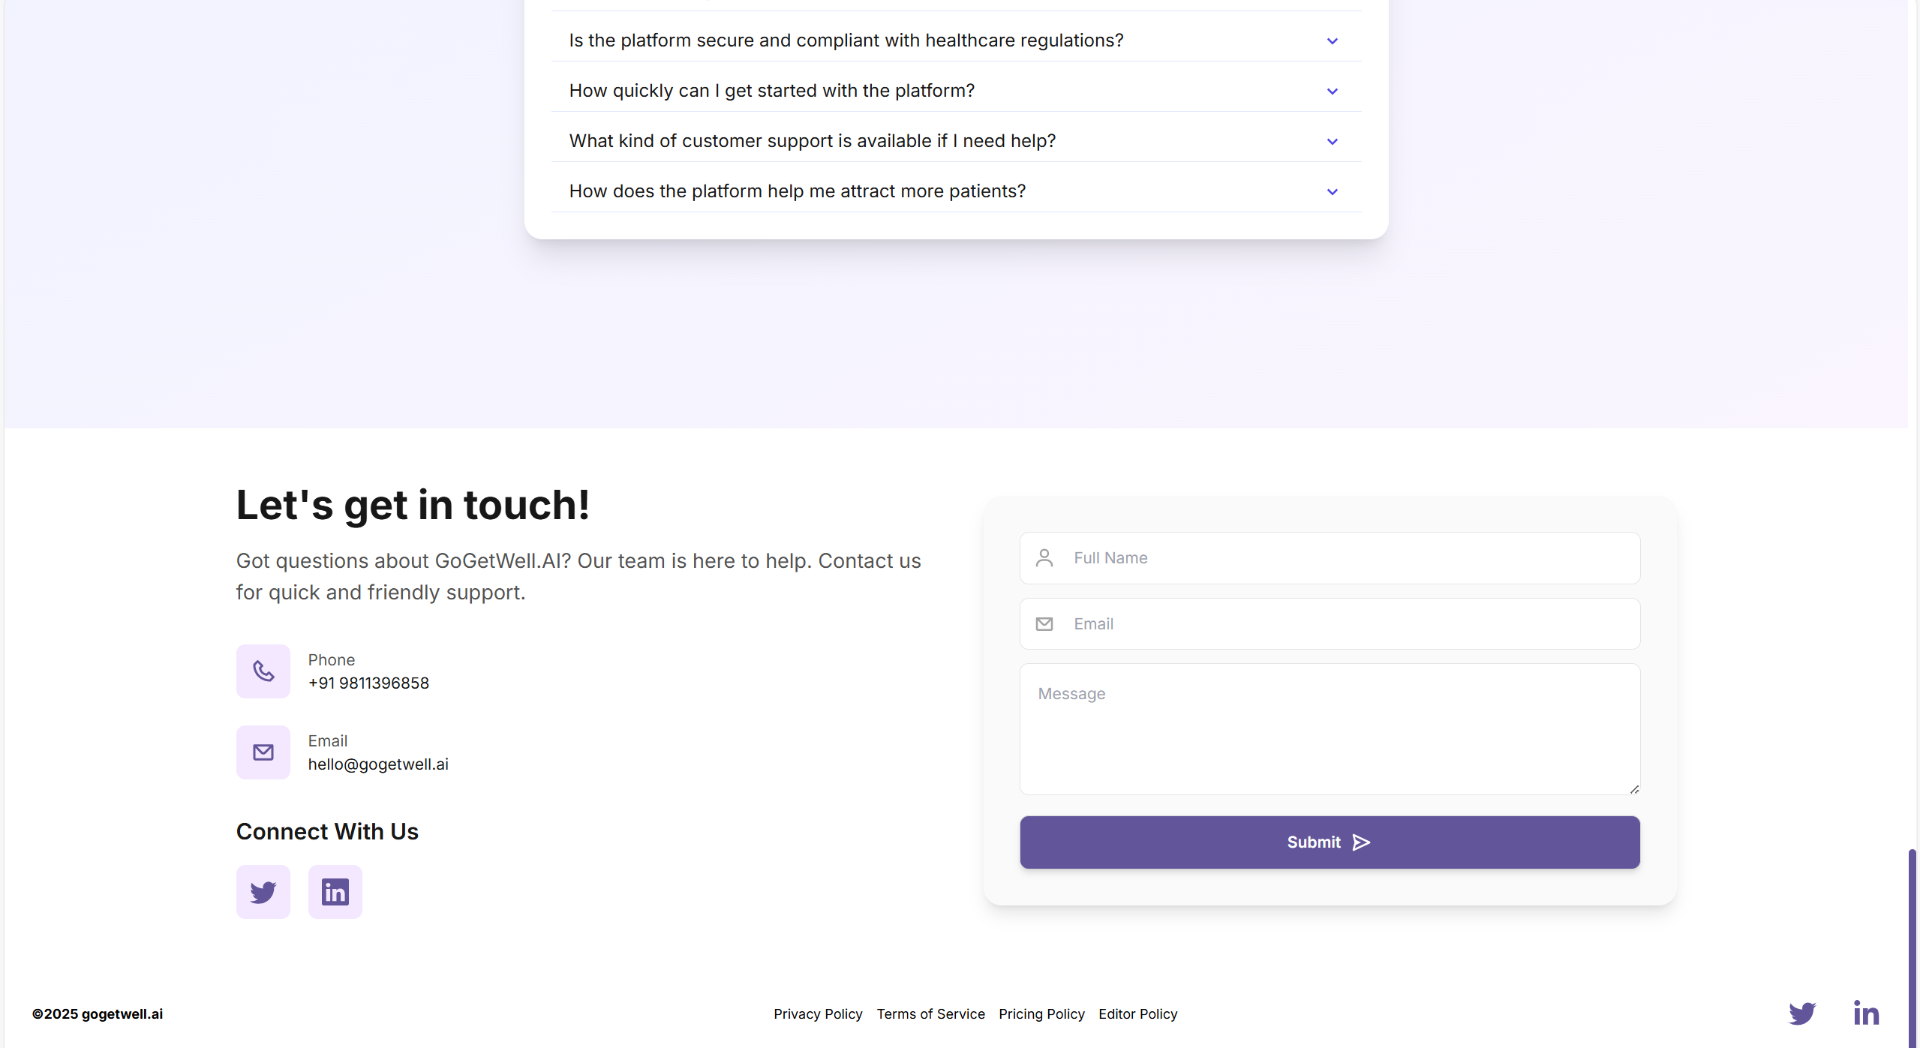 Is the platform secure and compliant with healthcare regulations?
How quickly can I get started with the platform?
What kind of customer support is available if I need help?
How does the platform help me attract more patients?
Let's get in touch!
Got questions about GoGetWell.AI? Our team is here to help. Contact us
for quick and friendly support.
Phone
+91 9811396858
Email
hello@gogetwell.ai
Connect With Us
Full Name
Email
Message
Submit
©2025 gogetwell.ai
Privacy Policy
Terms of Service
Pricing Policy
Editor Policy